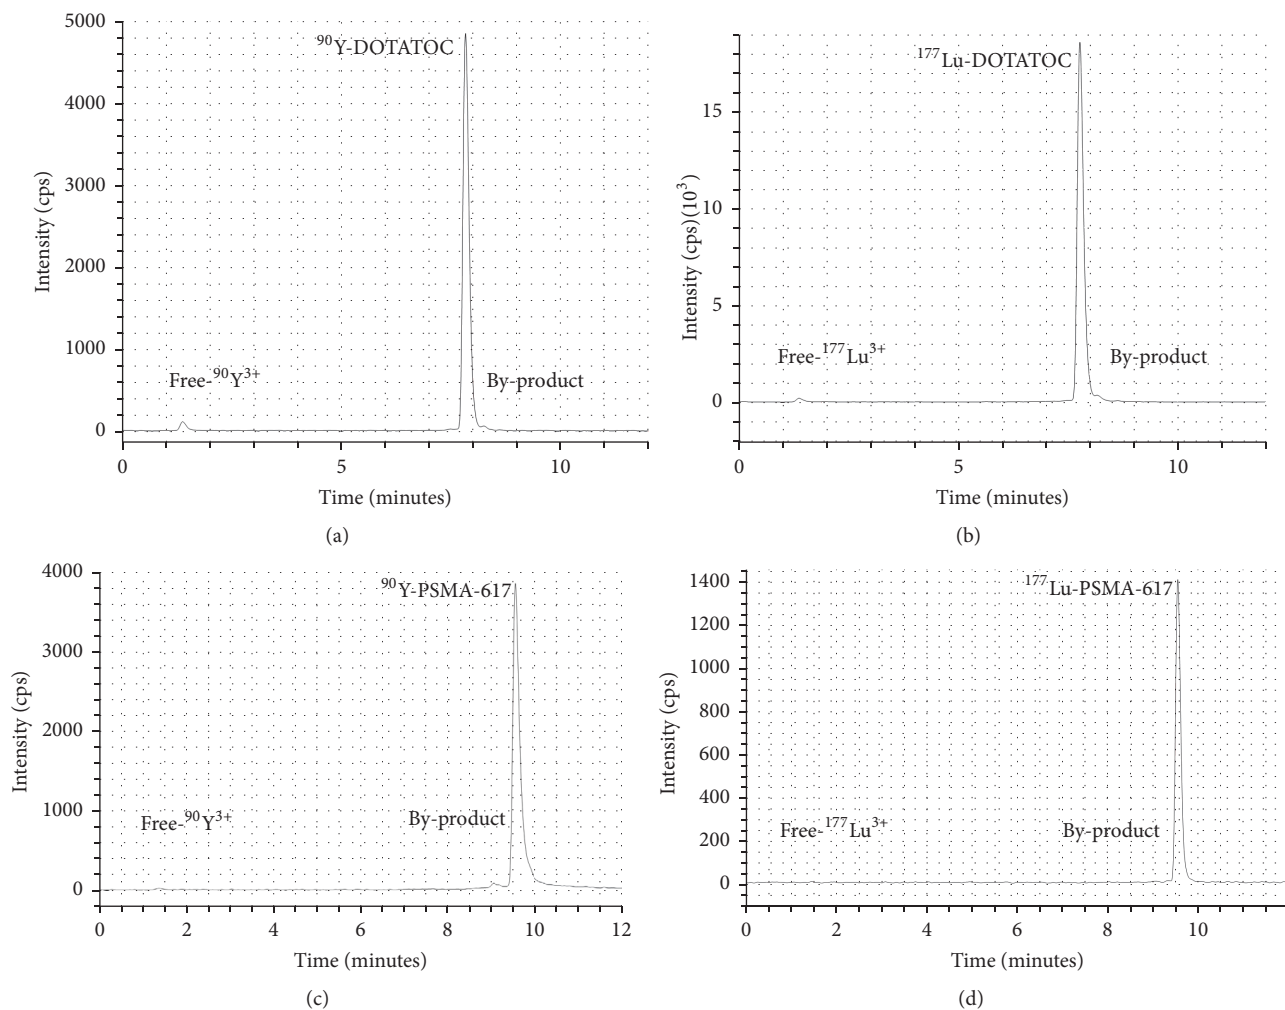 5000
4000
3000
2000
1000
0
Intensity (cps)
⁹⁰Y-DOTATOC
Free-⁹⁰Y³⁺
By-product
0 5 10
Time (minutes)
(a)
15
10
5
0
Intensity (cps)(10³)
¹⁷⁷Lu-DOTATOC
Free-¹⁷⁷Lu³⁺
By-product
0 5 10
Time (minutes)
(b)
4000
3000
2000
1000
0
Intensity (cps)
⁹⁰Y-PSMA-617
Free-⁹⁰Y³⁺
By-product
0 2 4 6 8 10 12
Time (minutes)
(c)
1400
1200
1000
800
600
400
200
0
Intensity (cps)
¹⁷⁷Lu-PSMA-617
Free-¹⁷⁷Lu³⁺
By-product
0 2 4 6 8 10
Time (minutes)
(d)